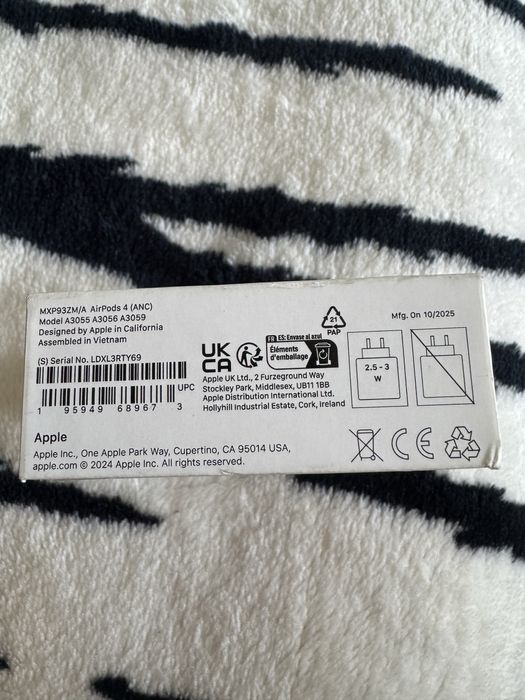 MXP93ZM/A AirPods 4 (ANC)
Model A3055 A3056 A3059
Designed by Apple in California
Assembled in Vietnam
(S) Serial No. LDXL3RTY69
UPC
1 95949 68967 3
Apple
Apple Inc., One Apple Park Way, Cupertino, CA 95014 USA,
apple.com © 2024 Apple Inc. All rights reserved.
UK
CA
FR ES: Envase al azul
Éléments
d'emballage
Apple UK Ltd., 2 Furzeground Way
Stockley Park, Middlesex, UB11 1BB
Apple Distribution International Ltd.
Hollyhill Industrial Estate, Cork, Ireland
21
PAP
Mfg. On 10/2025
2.5 - 3
W
CE